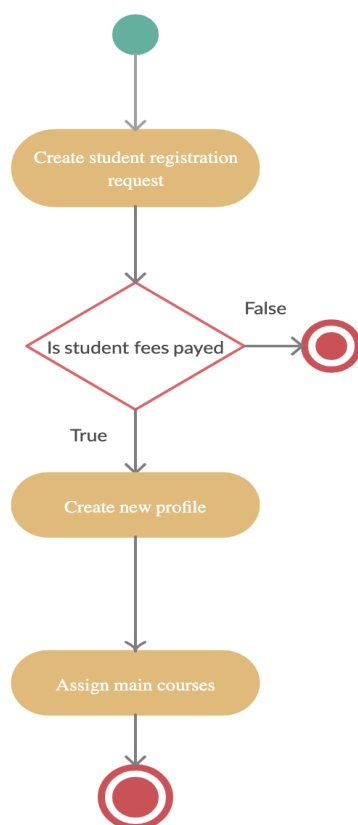 Create student registration
request
False
Is student fees payed
True
Create new profile
Assign main courses